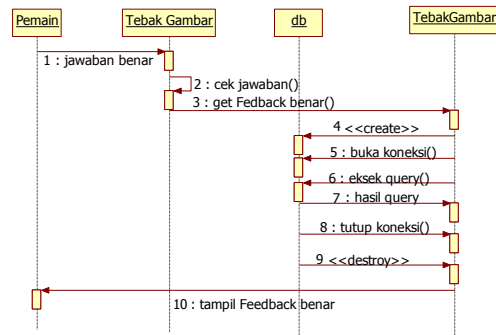 Pemain
Tebak Gambar
db
TebakGambar
1 : jawaban benar
2 : cek jawaban()
3 : get Fedback benar()
4 <<create>>
5 : buka koneksi()
6 : eksek query()
7 : hasil query
8 : tutup koneksi()
9 <<destroy>>
10 : tampil Feedback benar